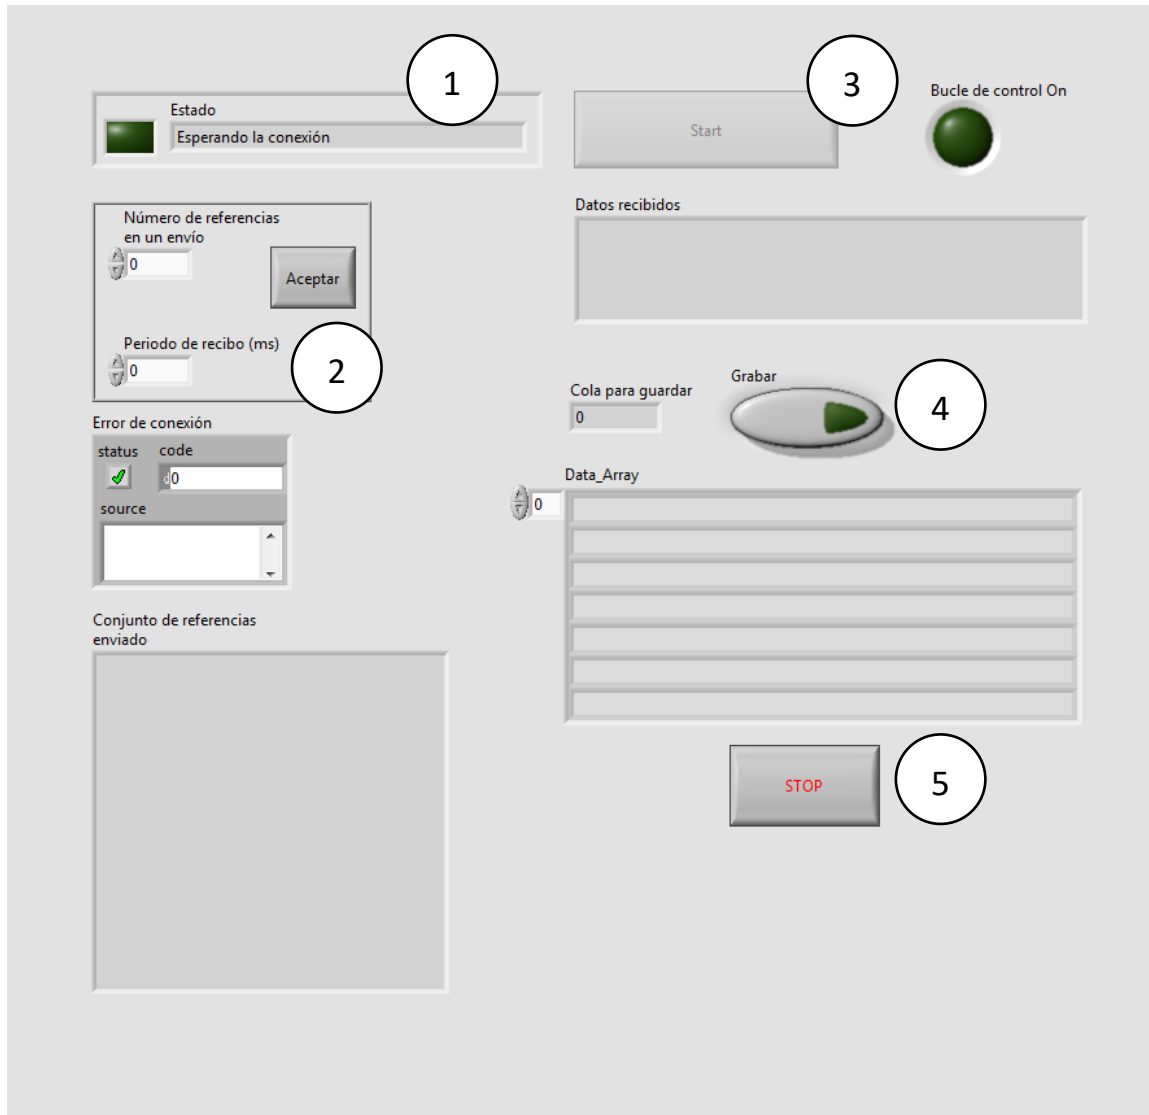 1
3
Bucle de control On
Estado
Esperando la conexión
Start
Número de referencias
en un envío
0
Aceptar
Periodo de recibo (ms)
0
2
Datos recibidos
Error de conexión
status
code
d0
source
Cola para guardar
0
Grabar
4
Data_Array
0
Conjunto de referencias
enviado
STOP
5